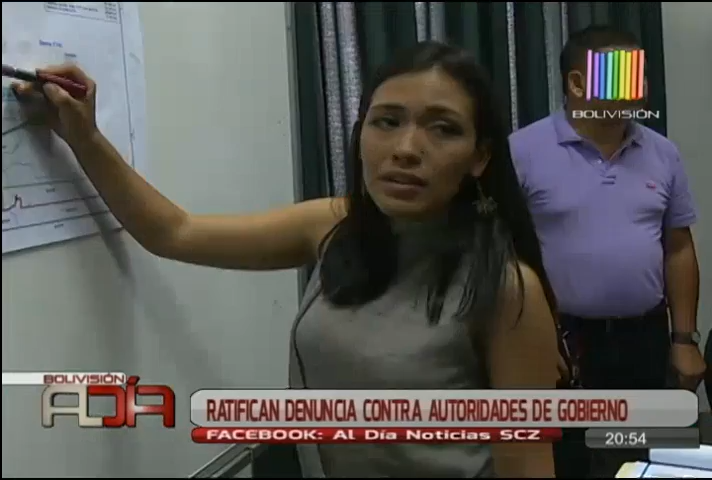 BOLIVISIÓN
BOLIVISIÓN
AL DÍA
RATIFICAN DENUNCIA CONTRA AUTORIDADES DE GOBIERNO
FACEBOOK: AL DÍA NOTICIAS SCZ
20:54